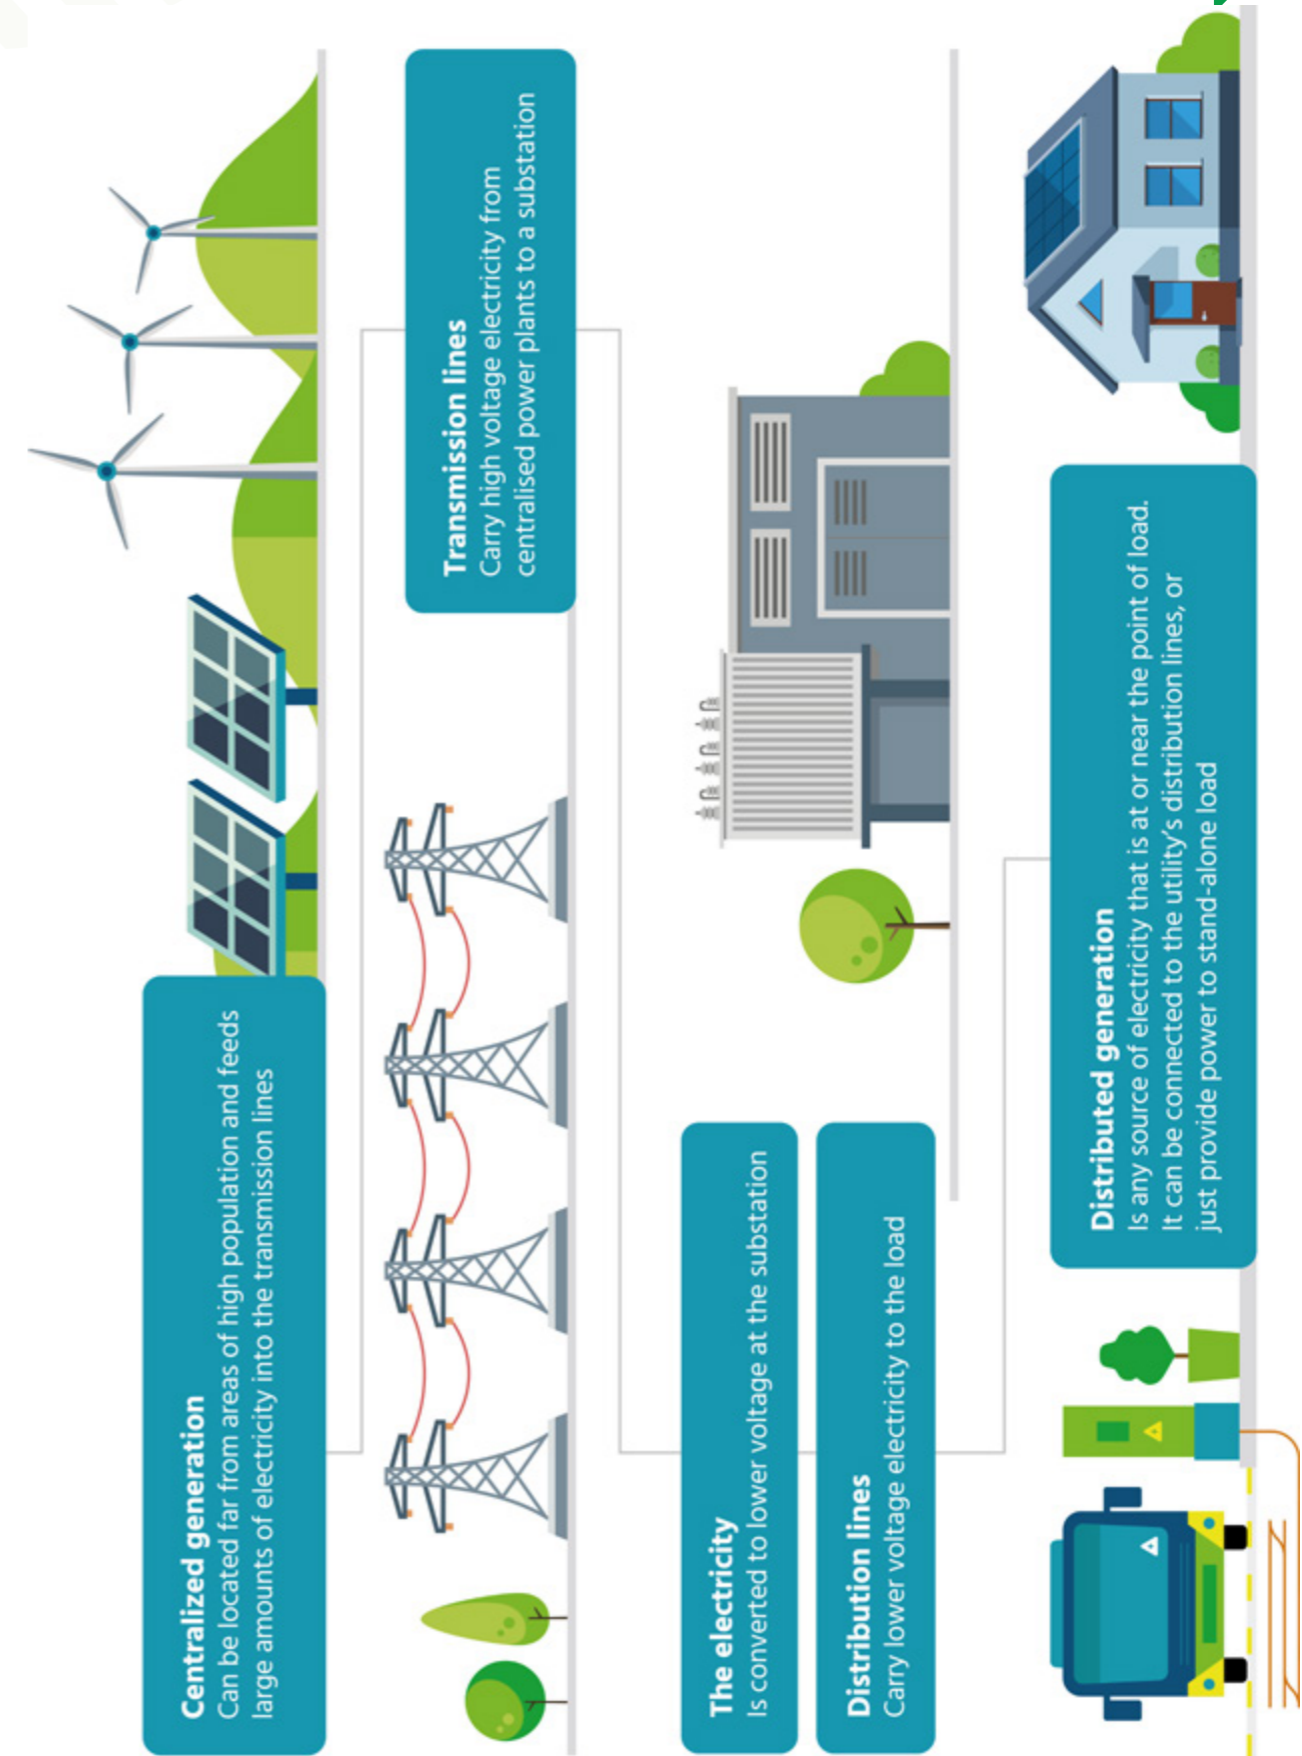 Centralized generation
Can be located far from areas of high population and feeds
large amounts of electricity into the transmission lines
Transmission lines
Carry high voltage electricity from
centralised power plants to a substation
The electricity
Is converted to lower voltage at the substation
Distribution lines
Carry lower voltage electricity to the load
Distributed generation
Is any source of electricity that is at or near the point of load.
It can be connected to the utility's distribution lines, or
just provide power to stand-alone load